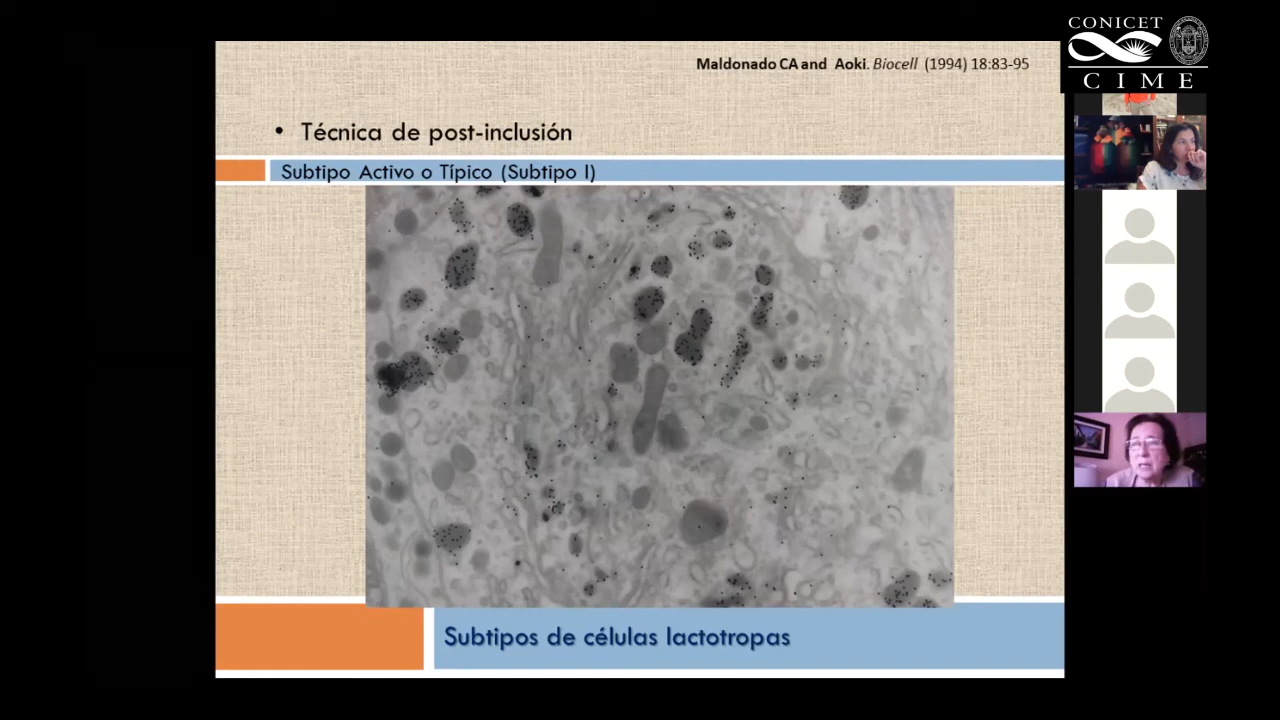 CONICET
CIME
Maldonado CA and Aoki. Biocell (1994) 18:83-95
• Técnica de post-inclusión
Subtipo Activo o Típico (Subtipo I)
Subtipos de células lactotropas